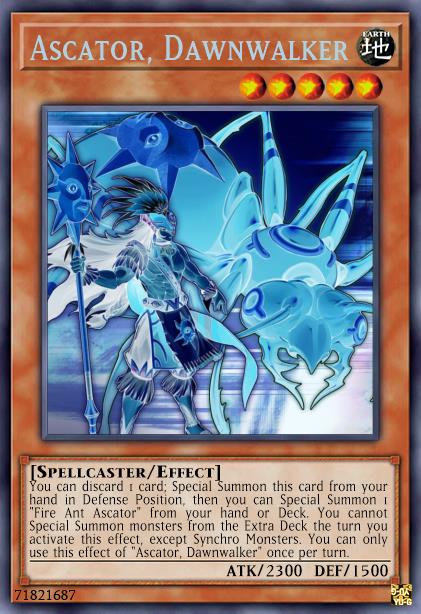 ASCATOR, DAWNWALKER
EARTH
地
[SPELLCASTER/EFFECT]
You can discard 1 card; Special Summon this card from your
hand in Defense Position, then you can Special Summon 1
"Fire Ant Ascator" from your hand or Deck. You cannot
Special Summon monsters from the Extra Deck the turn you
activate this effect, except Synchro Monsters. You can only
use this effect of "Ascator, Dawnwalker" once per turn.
ATK/2300 DEF/1500
71821687